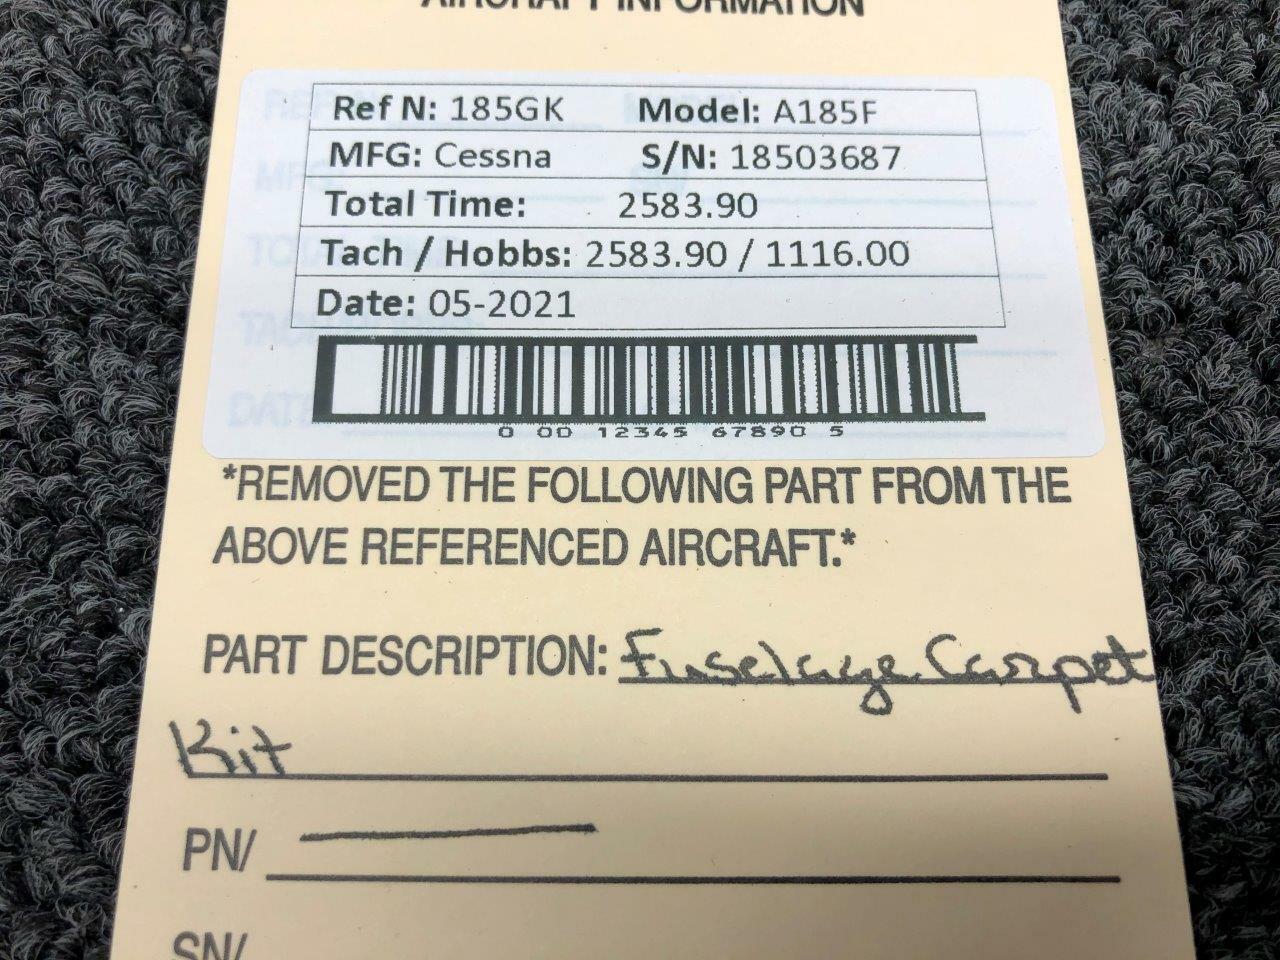 AIRCRAFT INFORMATION
Ref N: 185GK Model: A185F
MFG: Cessna S/N: 18503687
Total Time: 2583.90
Tach / Hobbs: 2583.90 / 1116.00
Date: 05-2021
0 00 12345 67890 5
*REMOVED THE FOLLOWING PART FROM THE
ABOVE REFERENCED AIRCRAFT.*
PART DESCRIPTION: Fuselage Carpet
Kit
PN/
SN/